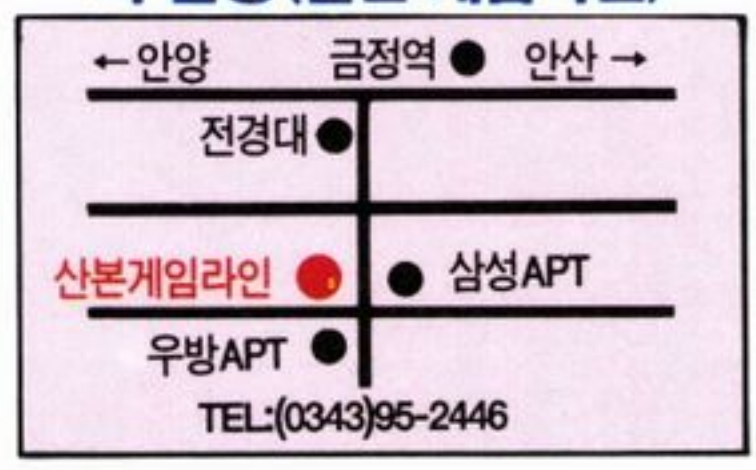 ← 안양 금정역 ● 안산 →
전경대 ●
산본게임라인 ● ● 삼성APT
우방APT ●
TEL:(0343)95-2446